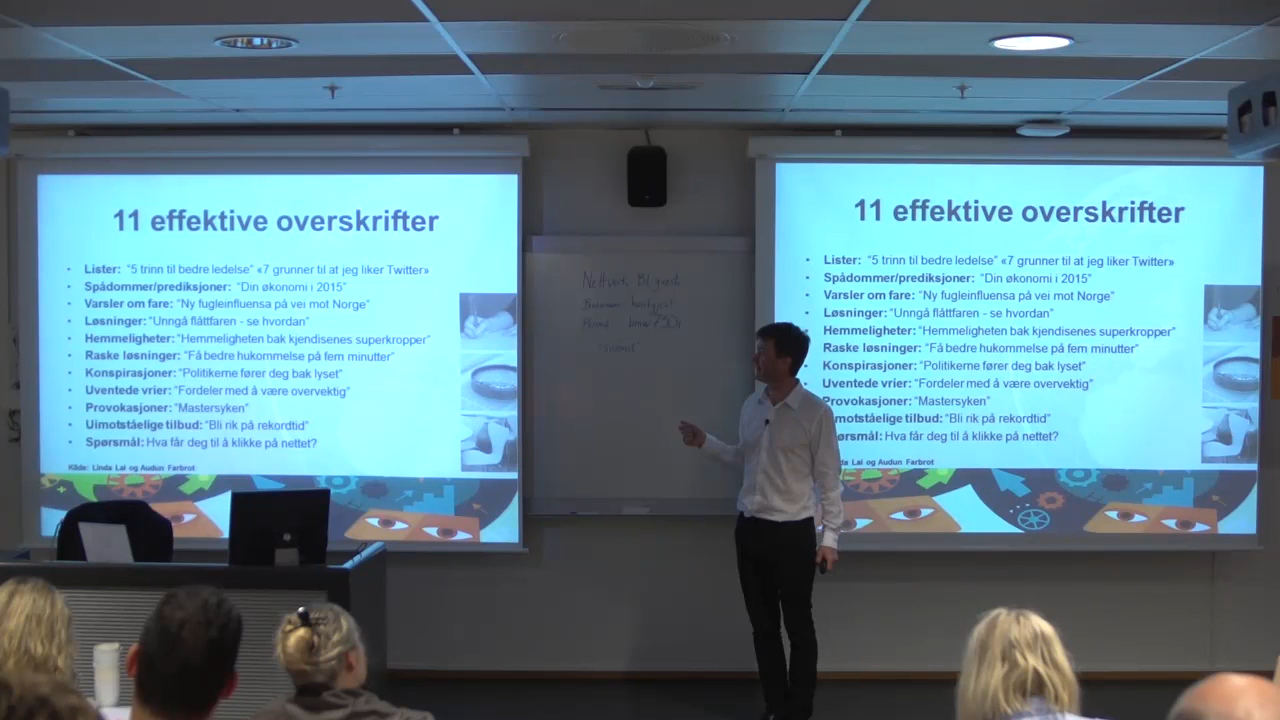 11 effektive overskrifter
• Lister: “5 trinn til bedre ledelse” «7 grunner til at jeg liker Twitter»
• Spådommer/prediksjoner: “Din økonomi i 2015”
• Varsler om fare: “Ny fugleinfluensa på vei mot Norge”
• Løsninger: “Unngå flåttfaren - se hvordan”
• Hemmeligheter: “Hemmeligheten bak kjendisenes superkropper”
• Raske løsninger: “Få bedre hukommelse på fem minutter”
• Konspirasjoner: “Politikerne fører deg bak lyset”
• Uventede vrier: “Fordeler med å være overvektig”
• Provokasjoner: “Mastersyken”
• Uimotståelige tilbud: “Bli rik på rekordtid”
• Spørsmål: Hva får deg til å klikke på nettet?
Kilde: Linda Lai og Audun Farbrot
Nettverk
11 effektive overskrifter
• Lister: “5 trinn til bedre ledelse” «7 grunner til at jeg liker Twitter»
• Spådommer/prediksjoner: “Din økonomi i 2015”
• Varsler om fare: “Ny fugleinfluensa på vei mot Norge”
• Løsninger: “Unngå flåttfaren - se hvordan”
• Hemmeligheter: “Hemmeligheten bak kjendisenes superkropper”
Raske løsninger: “Få bedre hukommelse på fem minutter”
Konspirasjoner: “Politikerne fører deg bak lyset”
Uventede vrier: “Fordeler med å være overvektig”
Provokasjoner: “Mastersyken”
imotståelige tilbud: “Bli rik på rekordtid”
ørsmål: Hva får deg til å klikke på nettet?
da Lai og Audun Farbrot